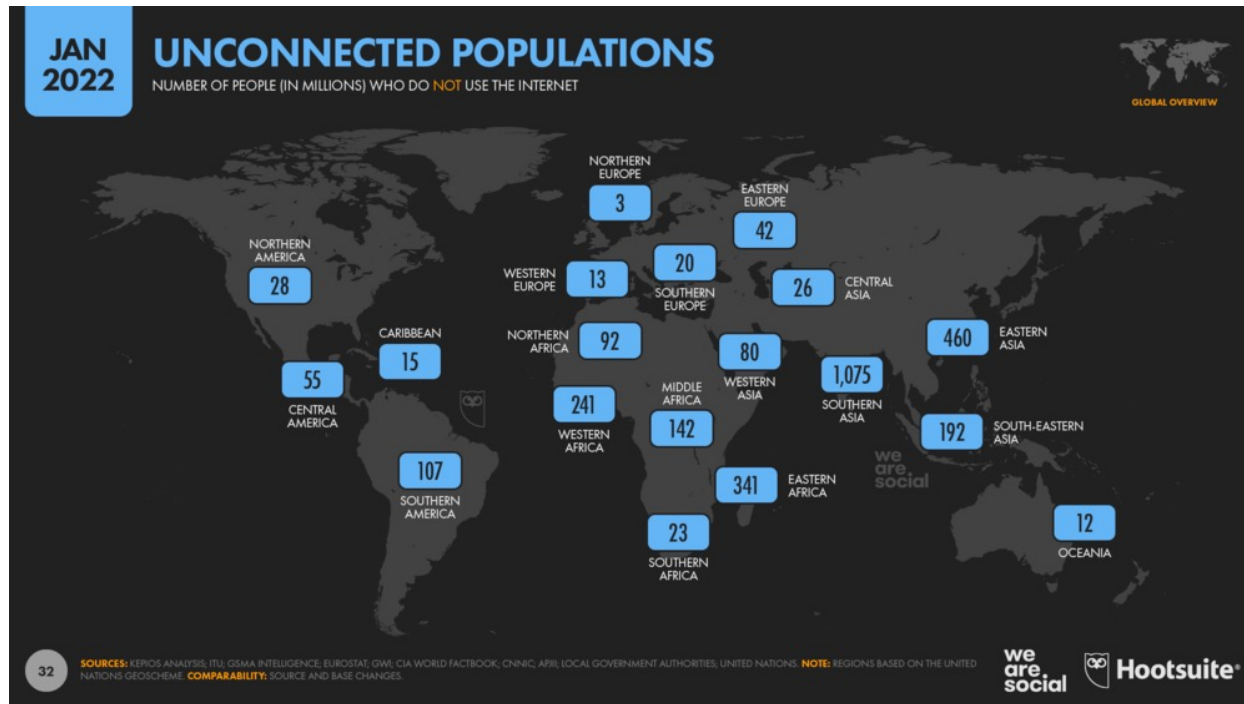 JAN
2022
UNCONNECTED POPULATIONS
NUMBER OF PEOPLE (IN MILLIONS) WHO DO NOT USE THE INTERNET
GLOBAL OVERVIEW
NORTHERN
EUROPE
3
EASTERN
EUROPE
42
NORTHERN
AMERICA
28
WESTERN
EUROPE
13
20
SOUTHERN
EUROPE
26
CENTRAL
ASIA
CARIBBEAN
15
NORTHERN
AFRICA
92
80
WESTERN
ASIA
460
EASTERN
ASIA
55
CENTRAL
AMERICA
241
WESTERN
AFRICA
MIDDLE
AFRICA
142
1,075
SOUTHERN
ASIA
192
SOUTH-EASTERN
ASIA
we
are
social
107
SOUTHERN
AMERICA
341
EASTERN
AFRICA
23
SOUTHERN
AFRICA
12
OCEANIA
32
SOURCES: KEPIOS ANALYSIS; ITU; GSMA INTELLIGENCE; EUROSTAT; GWI; CIA WORLD FACTBOOK; CNNIC; APJII; LOCAL GOVERNMENT AUTHORITIES; UNITED NATIONS. NOTE: REGIONS BASED ON THE UNITED
NATIONS GEOSCHEME. COMPARABILITY: SOURCE AND BASE CHANGES.
we
are
social
Hootsuite®